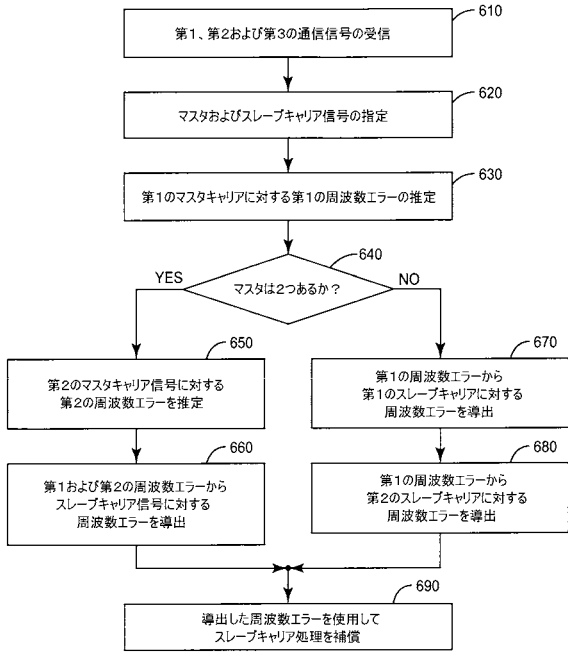 610
第1、第2および第3の通信信号の受信
620
マスタおよびスレーブキャリア信号の指定
630
第1のマスタキャリアに対する第1の周波数エラーの推定
640
マスタは2つあるか?
YES
NO
650
第2のマスタキャリア信号に対する
第2の周波数エラーを推定
670
第1の周波数エラーから
第1のスレーブキャリアに対する
周波数エラーを導出
660
第1および第2の周波数エラーから
スレーブキャリア信号に対する
周波数エラーを導出
680
第1の周波数エラーから
第2のスレーブキャリアに対する
周波数エラーを導出
690
導出した周波数エラーを使用して
スレーブキャリア処理を補償